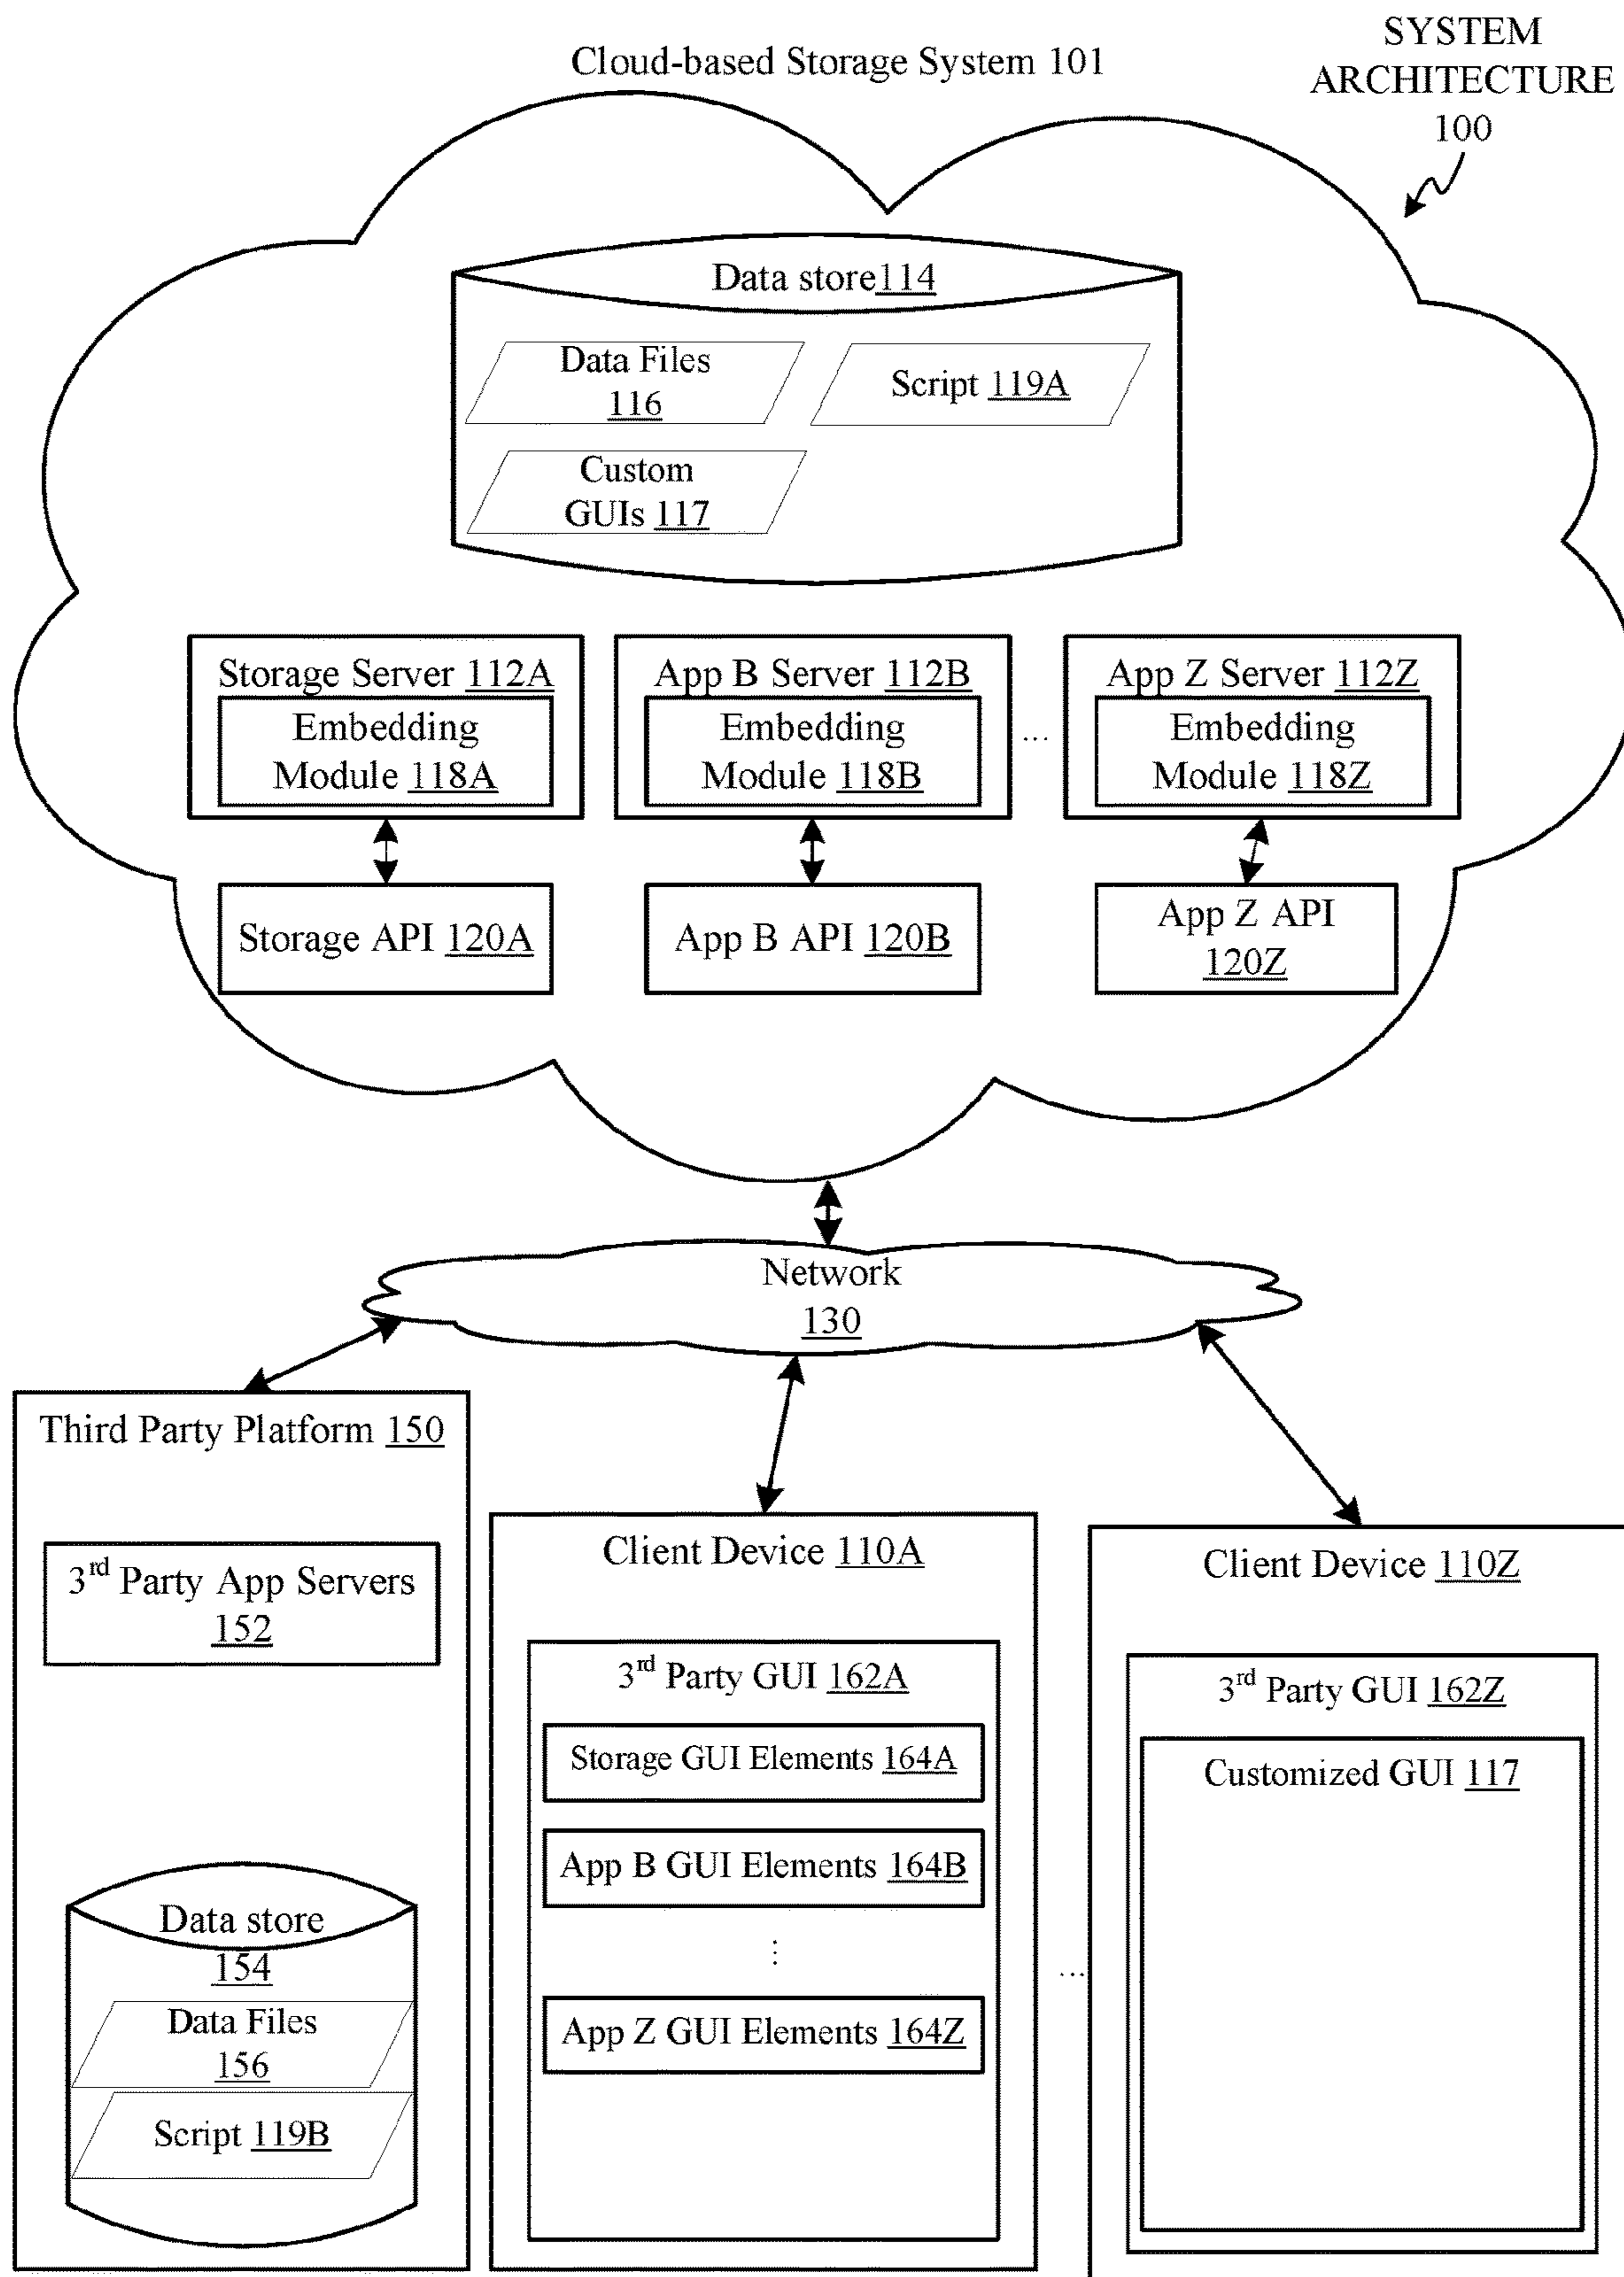 SYSTEM
ARCHITECTURE
100
Cloud-based Storage System 101
Data store114
Data Files
116
Script 119A
Custom
GUIs 117
Storage Server 112A
Embedding
Module 118A
App B Server 112B
Embedding
Module 118B
...
App Z Server 112Z
Embedding
Module 118Z
Storage API 120A
App B API 120B
App Z API
120Z
Network
130
Third Party Platform 150
3rd Party App Servers
152
Data store
154
Data Files
156
Script 119B
Client Device 110A
3rd Party GUI 162A
Storage GUI Elements 164A
App B GUI Elements 164B
...
App Z GUI Elements 164Z
...
Client Device 110Z
3rd Party GUI 162Z
Customized GUI 117